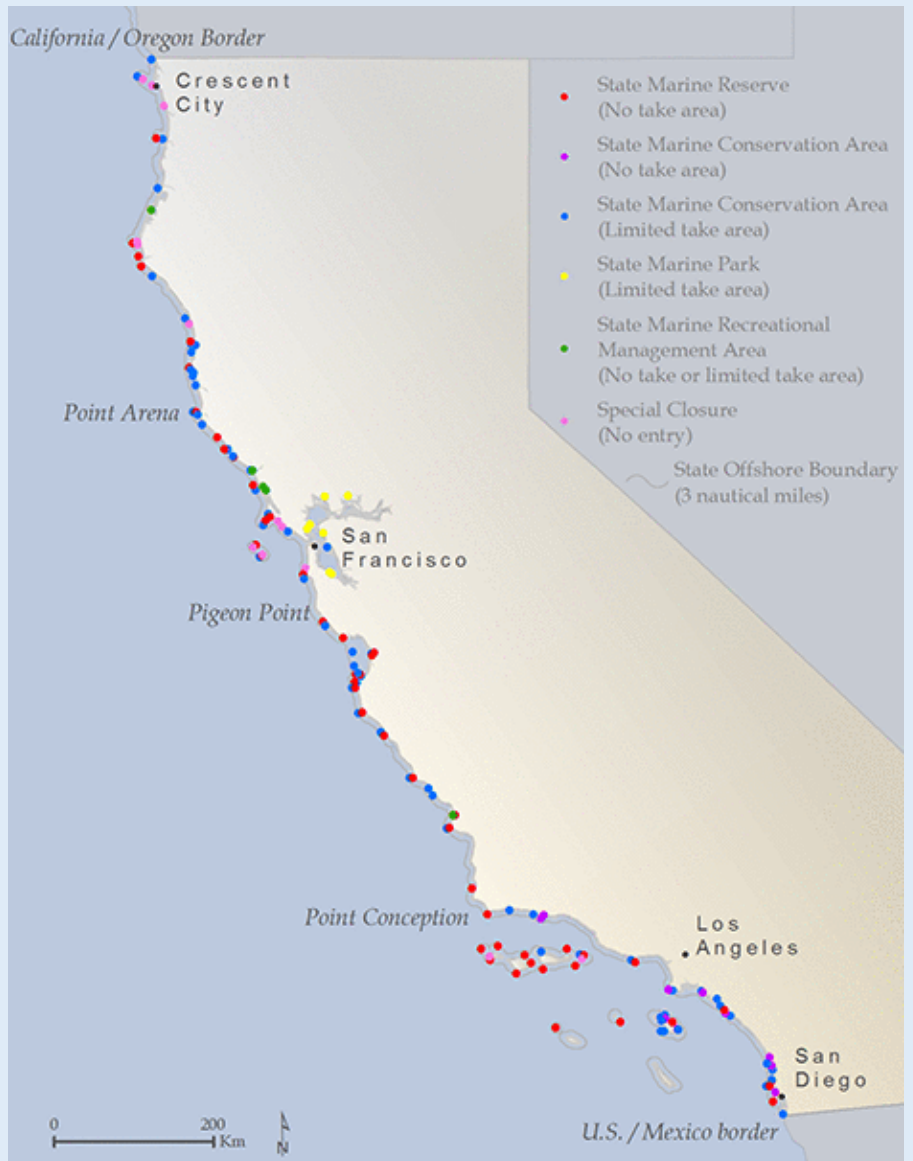 California / Oregon Border
Crescent
City
State Marine Reserve
(No take area)
State Marine Conservation Area
(No take area)
State Marine Conservation Area
(Limited take area)
State Marine Park
(Limited take area)
State Marine Recreational
Management Area
(No take or limited take area)
Special Closure
(No entry)
State Offshore Boundary
(3 nautical miles)
Point Arena
San
Francisco
Pigeon Point
Point Conception
Los
Angeles
San
Diego
U.S. / Mexico border
0 200
Km
N